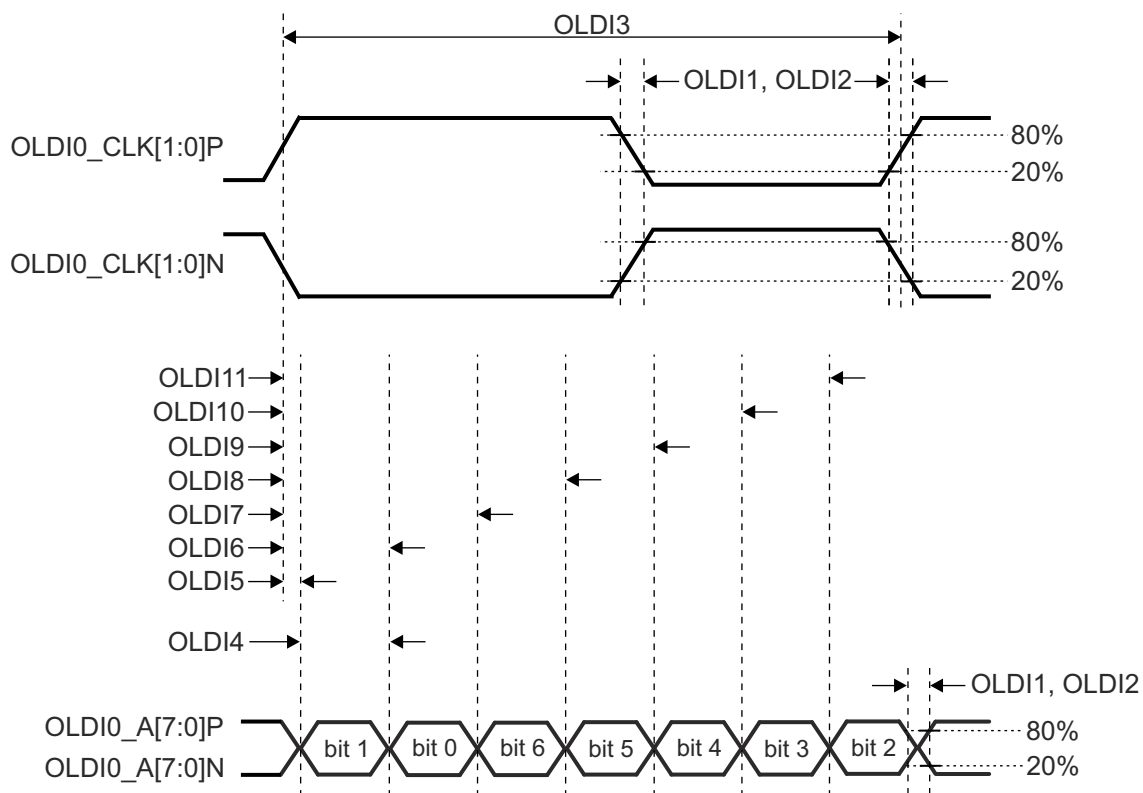 OLDI3
OLDI1, OLDI2
OLDI0_CLK[1:0]P
80%
20%
OLDI0_CLK[1:0]N
80%
20%
OLDI11
OLDI10
OLDI9
OLDI8
OLDI7
OLDI6
OLDI5
OLDI4
OLDI1, OLDI2
OLDI0_A[7:0]P
80%
bit 1 bit 0 bit 6 bit 5 bit 4 bit 3 bit 2
OLDI0_A[7:0]N
20%